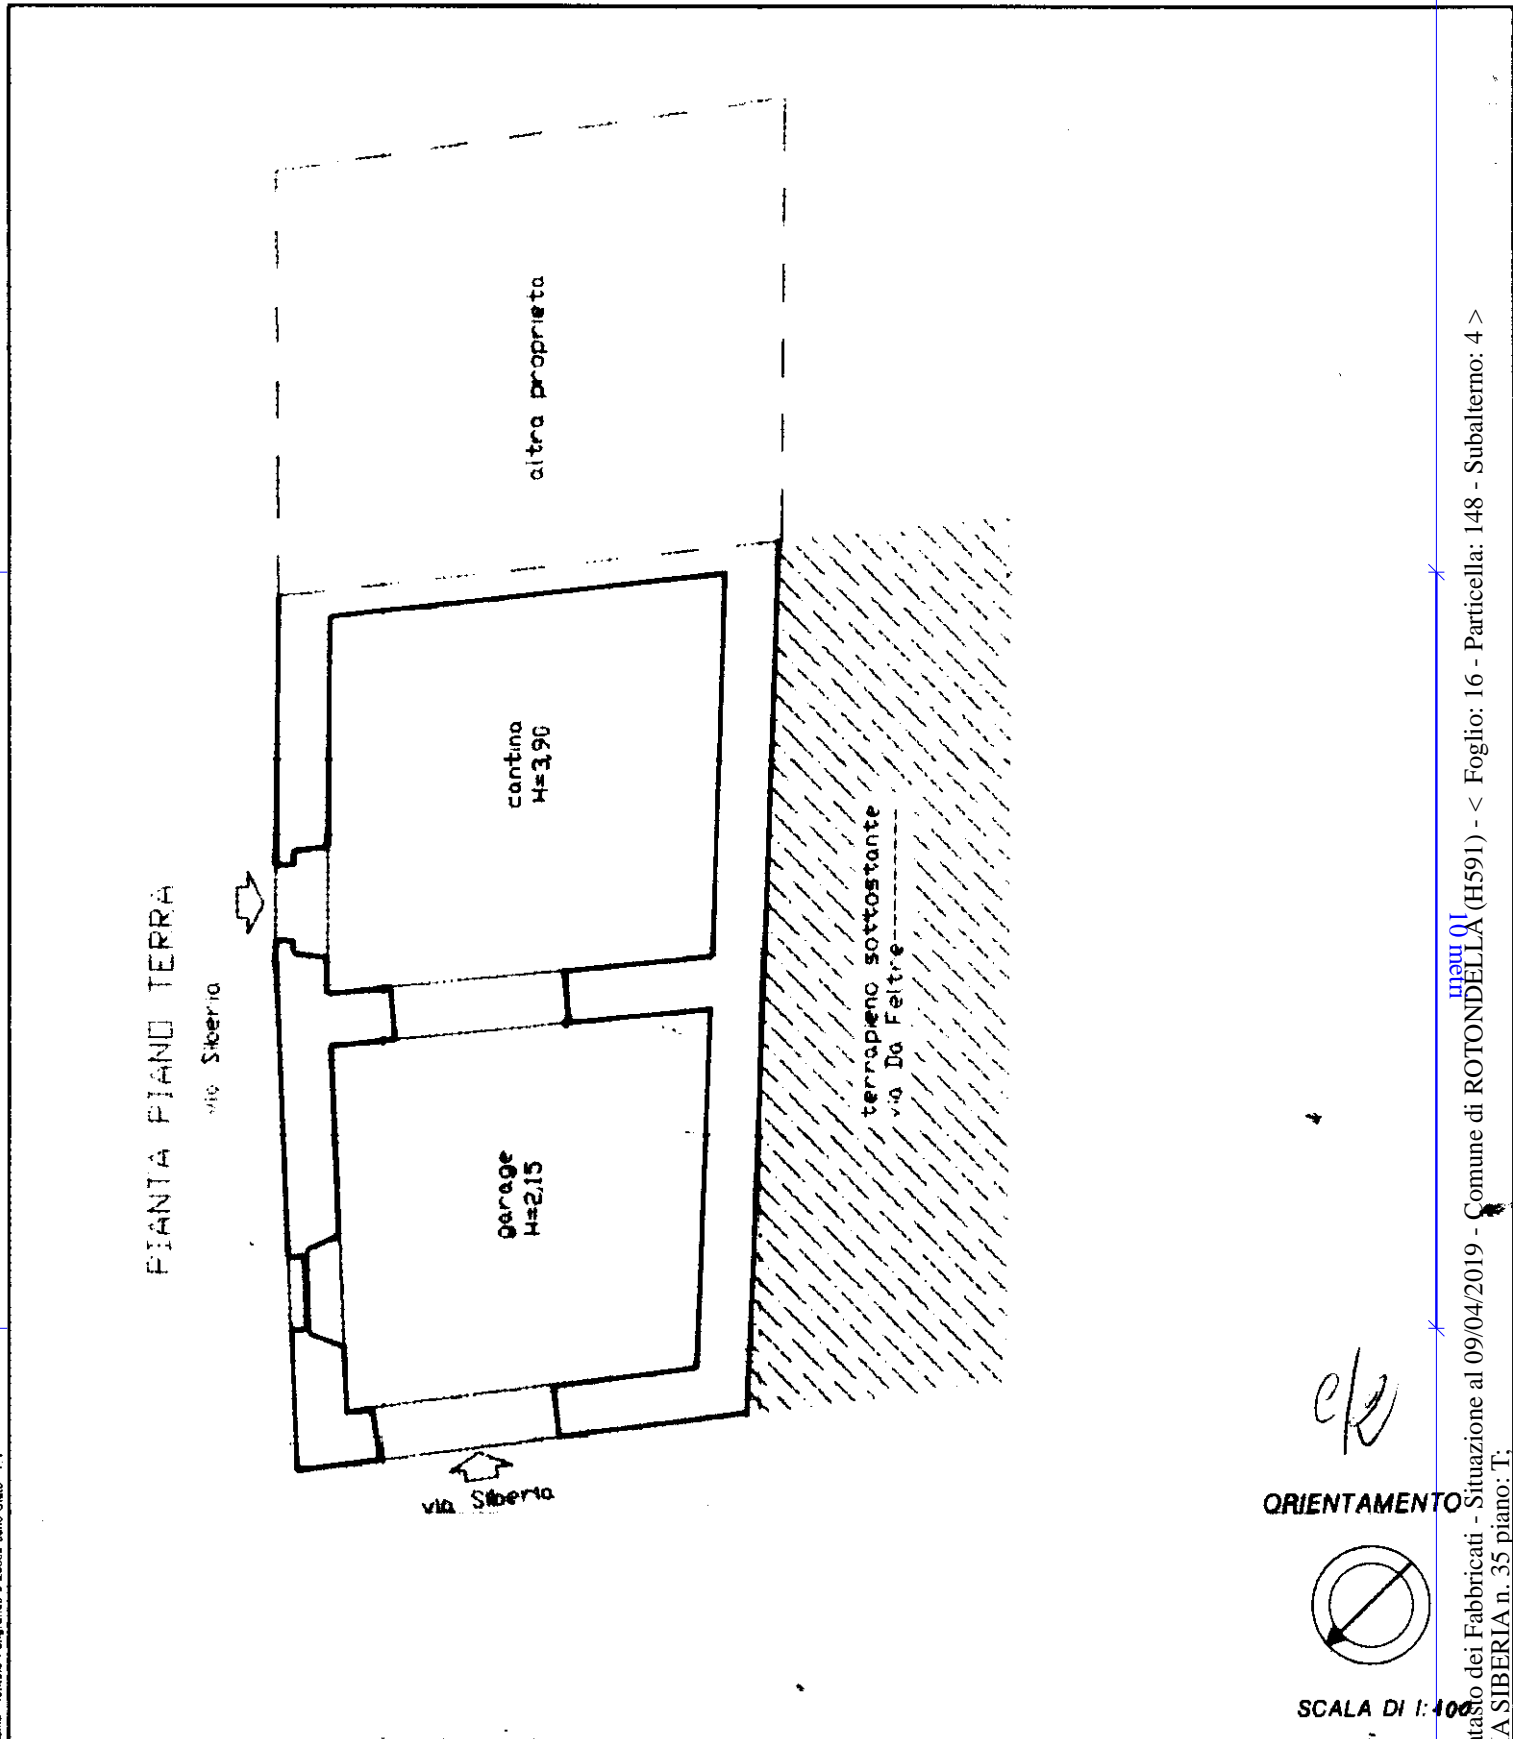 PIANTA PIANO TERRA
via Siberia
altra proprieta
cantina
H=3,90
garage
H=2,15
terrapieno sottostante
via Da Feltre
via Siberia
ORIENTAMENTO
SCALA DI 1:100
10 metri
Catasto dei Fabbricati - Situazione al 09/04/2019 - Comune di ROTONDELLA (H591) - < Foglio: 16 - Particella: 148 - Subalterno: 4 >
SIBERIA n. 35 piano: T;